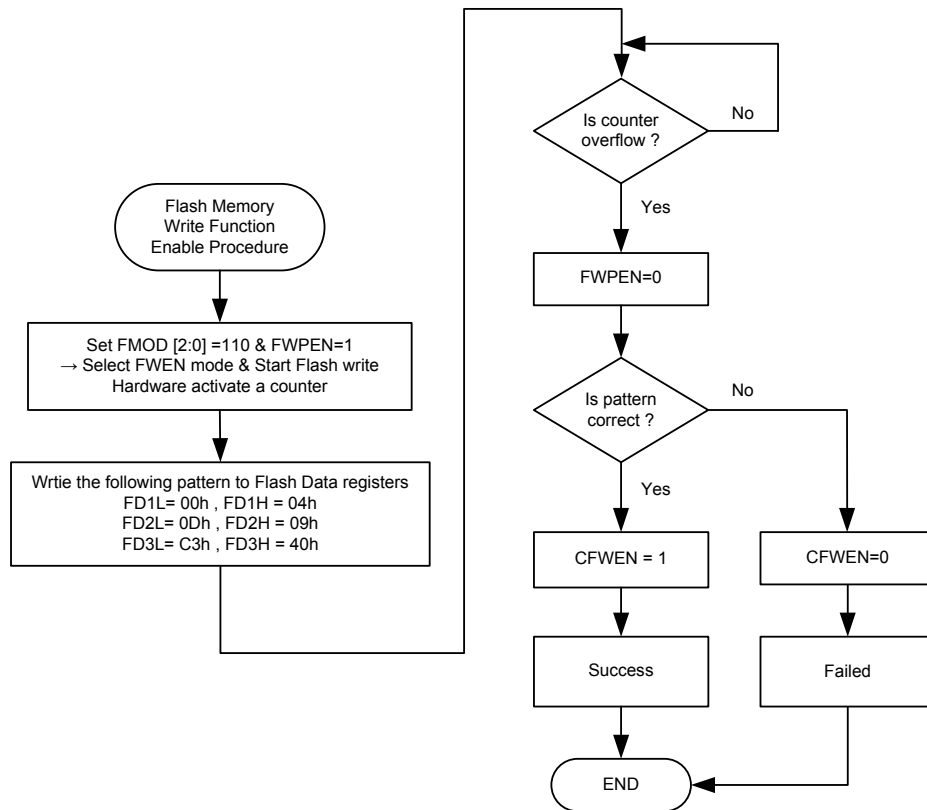 Flash Memory
Write Function
Enable Procedure
Set FMOD [2:0] =110 & FWPEN=1
→ Select FWEN mode & Start Flash write
Hardware activate a counter
Wrtie the following pattern to Flash Data registers
FD1L= 00h , FD1H = 04h
FD2L= 0Dh , FD2H = 09h
FD3L= C3h , FD3H = 40h
Is counter
overflow ?
No
Yes
FWPEN=0
Is pattern
correct ?
No
Yes
CFWEN = 1
CFWEN=0
Success
Failed
END